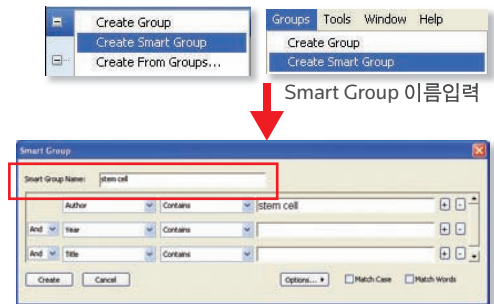 Create Group
Create Smart Group
Create From Groups...
Groups Tools Window Help
Create Group
Create Smart Group
Smart Group 이름입력
Smart Group
Smart Group Name: stem cell
Author Contains stem cell + -
And Year Contains + -
And Title Contains + -
Create Cancel Options... Match Case Match Words